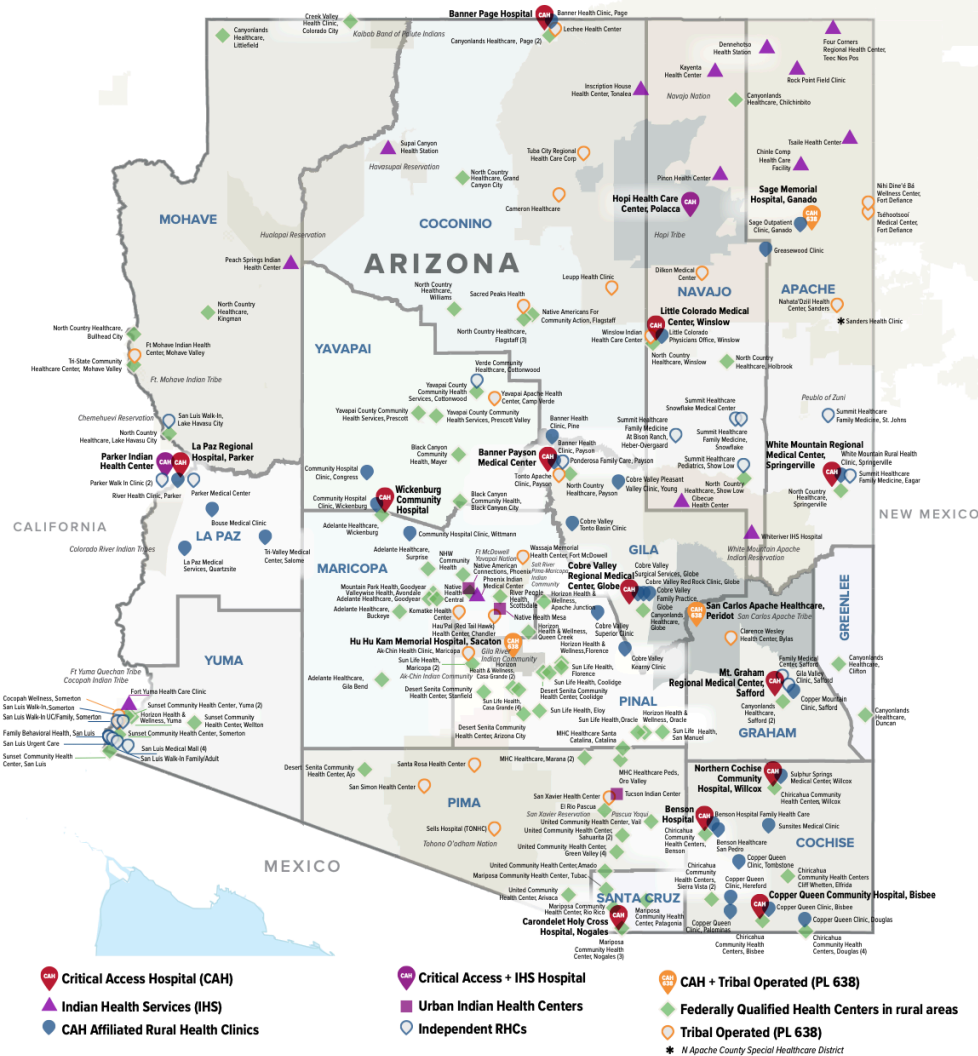 Banner Page Hospital
CAH
Banner Health Clinic, Page
Lechee Health Center
Canyonlands Healthcare, Page (2)
Creek Valley
Health Clinic,
Colorado City
Kaibab Band of Paiute Indians
Canyonlands
Healthcare,
Littlefield
Four Corners
Regional Health Center,
Teec Nos Pos
Dennehotso
Health Station
Rock Point Field Clinic
Kayenta
Health Center
Inscription House
Health Center, Tonalea
Navajo Nation
Canyonlands
Healthcare, Chilchinbito
Supai Canyon
Health Station
Havasupai Reservation
Tuba City Regional
Health Care Corp
Tsaile Health Center
Chinle Comp
Health Care
Facility
Pinon Health Center
North Country
Healthcare, Grand
Canyon City
Cameron Healthcare
Hopi Health Care
Center, Polacca
CAH
Hopi Tribe
Sage Memorial
Hospital, Ganado
CAH
638
Sage Outpatient
Clinic, Ganado
Nihi Dine'é Bá
Wellness Center,
Fort Defiance
Tséhootsooí
Medical Center,
Fort Defiance
Greasewood Clinic
MOHAVE
COCONINO
Hualapai Reservation
Peach Springs Indian
Health Center
ARIZONA
Leupp Health Clinic
Dilkon Medical
Center
NAVAJO
APACHE
Nahata'Dziil Health
Center, Sanders
Sanders Health Clinic
North Country
Healthcare,
Williams
Sacred Peaks Health
Native Americans For
Community Action, Flagstaff
North Country Healthcare,
Flagstaff (3)
North Country
Healthcare,
Kingman
Little Colorado Medical
Center, Winslow
CAH
Winslow Indian
Health Care Center
Little Colorado
Physicians Office, Winslow
North Country
Healthcare, Winslow
North Country
Healthcare, Holbrook
North Country Healthcare,
Bullhead City
Ft Mohave Indian Health
Center, Mohave Valley
Tri-State Community
Healthcare Center, Mohave Valley
Ft. Mohave Indian Tribe
YAVAPAI
Verde Community
Healthcare, Cottonwood
Yavapai County
Community Health
Services, Cottonwood
Yavapai Apache Health
Center, Camp Verde
Yavapai County Community
Health Services, Prescott
Yavapai County Community
Health Services, Prescott Valley
Chemehuevi Reservation
San Luis Walk-In,
Lake Havasu City
North Country
Healthcare, Lake Havasu City
Parker Indian
Health Center
CAH
CAH
La Paz Regional
Hospital, Parker
Parker Walk In Clinic (2)
River Health Clinic, Parker
Parker Medical Center
Bouse Medical Clinic
Colorado River Indian Tribes
LA PAZ
La Paz Medical
Services, Quartzsite
Tri-Valley Medical
Center, Salome
CALIFORNIA
NEW MEXICO
MEXICO
Black Canyon
Community
Health, Mayer
Black Canyon
Community Health,
Black Canyon City
Community Hospital
Clinic, Congress
Community Hospital
Clinic, Wickenburg
CAH
Wickenburg
Community
Hospital
Adelante Healthcare,
Wickenburg
Community Hospital Clinic, Wittmann
Banner Health
Clinic, Pine
Banner Payson
Medical Center
CAH
Banner Health
Clinic, Payson
Ponderosa Family Care, Payson
Tonto Apache
Clinic, Payson
North Country
Healthcare, Payson
Cobre Valley Pleasant
Valley Clinic, Young
Cobre Valley
Tonto Basin Clinic
Summit Healthcare
Snowflake Medical Center
Summit Healthcare
Family Medicine
At Bison Ranch,
Heber-Overgaard
Summit Healthcare
Family Medicine,
Snowflake
Summit Healthcare
Pediatrics, Show Low
North Country
Healthcare, Show Low
Cibecue
Health Center
Pueblo of Zuni
Summit Healthcare
Family Medicine, St. Johns
White Mountain Regional
Medical Center,
Springerville
CAH
White Mountain Rural Health
Clinic, Springerville
Summit Healthcare
Family Medicine, Eagar
North Country
Healthcare,
Springerville
Whiteriver IHS Hospital
White Mountain Apache
Indian Reservation
MARICOPA
Adelante Healthcare,
Surprise
NHW
Community
Health
Ft McDowell
Yavapai Nation
Wassaja Memorial
Health Center, Fort McDowell
Native American
Connections, Phoenix
Salt River
Pima-Maricopa
Indian
Community
Phoenix Indian
Medical Center
Mountain Park Health, Goodyear
Valleywise Health, Avondale
Adelante Healthcare, Goodyear
Native
Health
Central
River People
Health,
Scottsdale
Native Health Mesa
Adelante Healthcare,
Buckeye
Kematke Health
Center
Hau'Pal (Red Tail Hawk)
Health Center, Chandler
Horizon Health &
Wellness,
Apache Junction
Horizon
Health & Wellness,
Queen Creek
Horizon Health &
Wellness,Florence
Hu Hu Kam Memorial Hospital, Sacaton
CAH
638
Ak-Chin Indian Clinic, Maricopa
Gila River
Indian Community
Sun Life Health,
Maricopa (2)
Ak-Chin Indian Community
Horizon
Health & Wellness,
Casa Grande (2)
Sun Life Health,
Florence
Sun Life Health, Coolidge
Desert Senita Community
Health Center, Coolidge
Desert Senita Community
Health Center, Stanfield
Sun Life Health,
Casa Grande (4)
Adelante Healthcare,
Gila Bend
Sun Life Health, Eloy
Desert Senita Community
Health Center, Arizona City
PINAL
Horizon Health &
Wellness, Oracle
Sun Life Health,Oracle
Sun Life Health,
San Manuel
MHC Healthcare Santa
Catalina, Catalina
GILA
Cobre Valley
Regional Medical
Center, Globe
CAH
Cobre Valley
Surgical Services, Globe
Cobre Valley Red Rock Clinic, Globe
Cobre Valley
Family Practice,
Globe
Canyonland
Healthcare,
Globe
Cobre Valley
Superior Clinic
Cobre Valley
Kearny Clinic
CAH
638
San Carlos Apache Healthcare,
Peridot
San Carlos Apache Tribe
Clarence Wesley
Health Center, Bylas
GREENLEE
Mt. Graham
Regional Medical Center,
Safford
CAH
Family Medical
Center, Safford
Gila Valley
Clinic, Safford
Copper Mountain
Clinic, Safford
Canyonland
Healthcare,
Safford (2)
GRAHAM
Canyonland
Healthcare,
Clifton
Canyonland
Healthcare,
Duncan
YUMA
Ft Yuma Quechan Tribe
Cocopah Indian Tribe
Fort Yuma Health Care Clinic
Cocopah Wellness, Somerton
San Luis Walk-In, Somerton
San Luis Walk-In UC/Family, Somerton
Sunset Community Health Center, Yuma (2)
Horizon Health &
Wellness, Yuma
Sunset Community
Health Center, Wellton
Family Behavioral Health, San Luis
Sunset Community Health Center, Somerton
San Luis Urgent Care
San Luis Medical Mall (4)
San Luis Walk-In Family/Adult
Sunset Community Health
Center, San Luis
PIMA
Desert Senita Community
Health Center, Ajo
Santa Rosa Health Center
San Simon Health Center
Sells Hospital (TONHC)
Tohono O'odham Nation
MHC Healthcare, Marana (2)
MHC Healthcare Peds,
Oro Valley
San Xavier Health Center
Tucson Indian Center
El Rio Pascua
San Xavier Reservation
Pascua Yaqui
United Community Health Center, Vail
United Community Health Center,
Sahuarita (2)
United Community Health Center,
Green Valley (4)
United Community Health Center, Amado
Mariposa Community Health Center, Tubac
United Community
Health Center, Arivaca
SANTA CRUZ
Mariposa Community
Health Center, Rio Rico
CAH
Carondelet Holy Cross
Hospital, Nogales
Mariposa
Community Health
Center, Patagonia
Mariposa
Community Health
Center, Nogales (3)
Northern Cochise
Community
Hospital, Willcox
CAH
Sulphur Springs
Medical Center, Willcox
Chiricahua Community
Health Centers, Willcox
Benson
Hospital
CAH
Benson Hospital Family Health Care
Sunsites Medical Clinic
Chiricahua
Community Health
Centers, Benson
Benson Healthcare
San Pedro
COCHISE
Copper Queen
Clinic, Tombstone
Chiricahua
Community Health
Centers, Sierra Vista (2)
Copper Queen
Clinic, Hereford
Chiricahua
Community Health Centers
Cliff Whetten, Elfrida
CAH
Copper Queen Community Hospital, Bisbee
Copper Queen Clinic, Bisbee
Copper Queen Clinic, Douglas
Copper Queen
Clinic, Palominas
Chiricahua
Community Health
Centers, Bisbee
Chiricahua
Community Health
Centers, Douglas (4)
CAH
Critical Access Hospital (CAH)
Indian Health Services (IHS)
CAH Affiliated Rural Health Clinics
CAH
Critical Access + IHS Hospital
Urban Indian Health Centers
Independent RHCs
CAH
638
CAH + Tribal Operated (PL 638)
Federally Qualified Health Centers in rural areas
Tribal Operated (PL 638)
* N Apache County Special Healthcare District